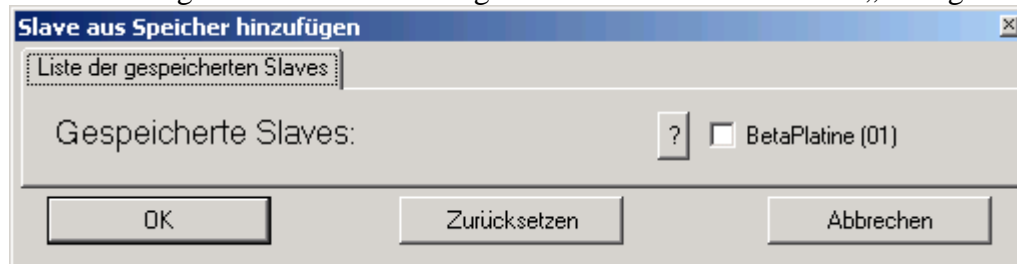 Slave aus Speicher hinzufügen
Liste der gespeicherten Slaves
Gespeicherte Slaves: ? BetaPlatine (01)
OK Zurücksetzen Abbrechen